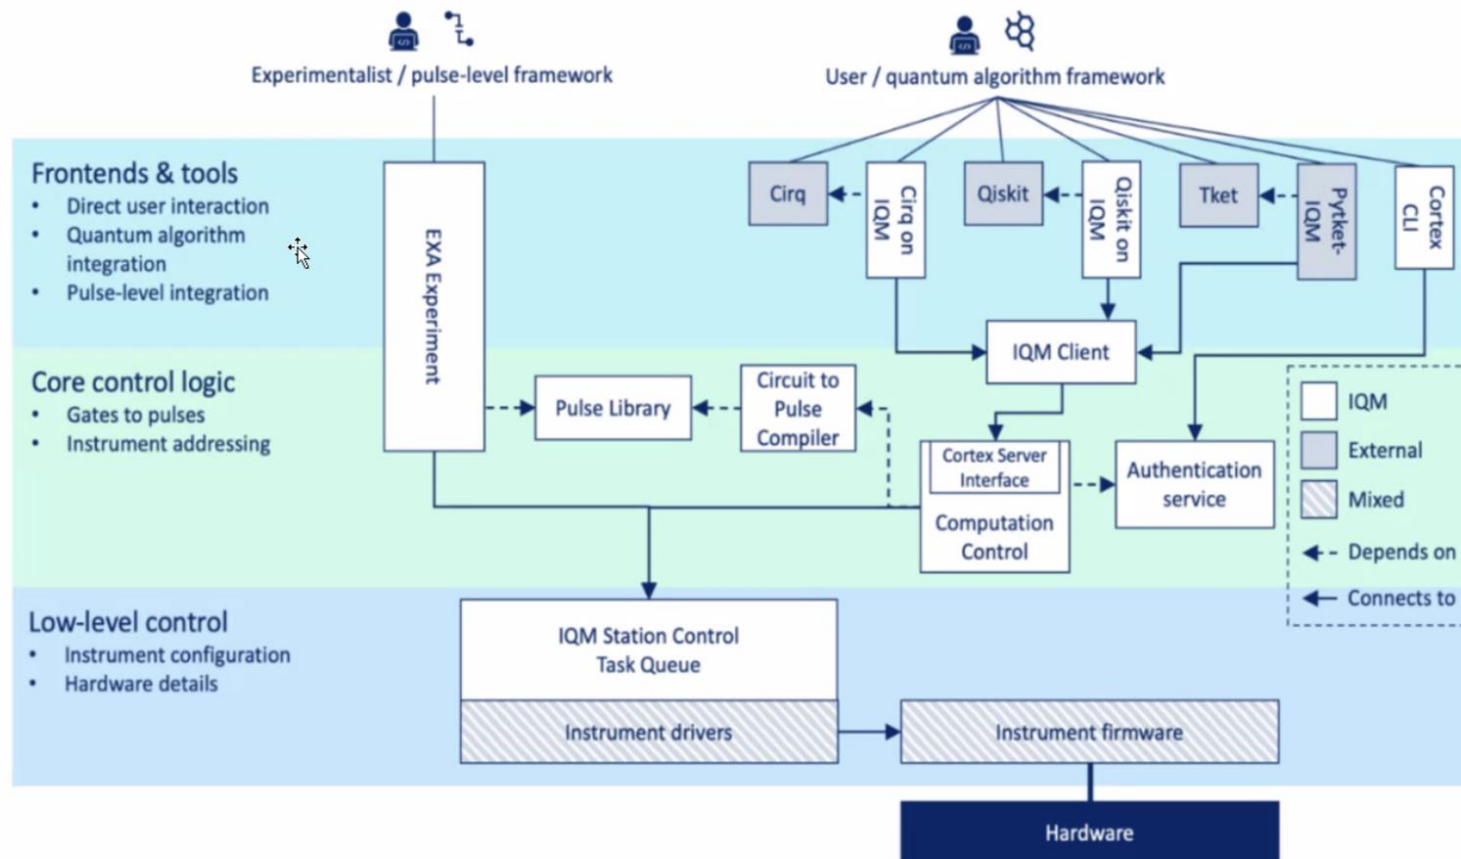 Experimentalist / pulse-level framework
User / quantum algorithm framework
Frontends & tools
• Direct user interaction
• Quantum algorithm
integration
• Pulse-level integration
EXA Experiment
Cirq
Cirq on
IQM
Qiskit
Qiskit on
IQM
Tket
Pytket-
IQM
Cortex
CLI
IQM Client
Core control logic
• Gates to pulses
• Instrument addressing
Pulse Library
Circuit to
Pulse
Compiler
Cortex Server
Interface
Computation
Control
Authentication
service
IQM
External
Mixed
Depends on
Connects to
Low-level control
• Instrument configuration
• Hardware details
IQM Station Control
Task Queue
Instrument drivers
Instrument firmware
Hardware